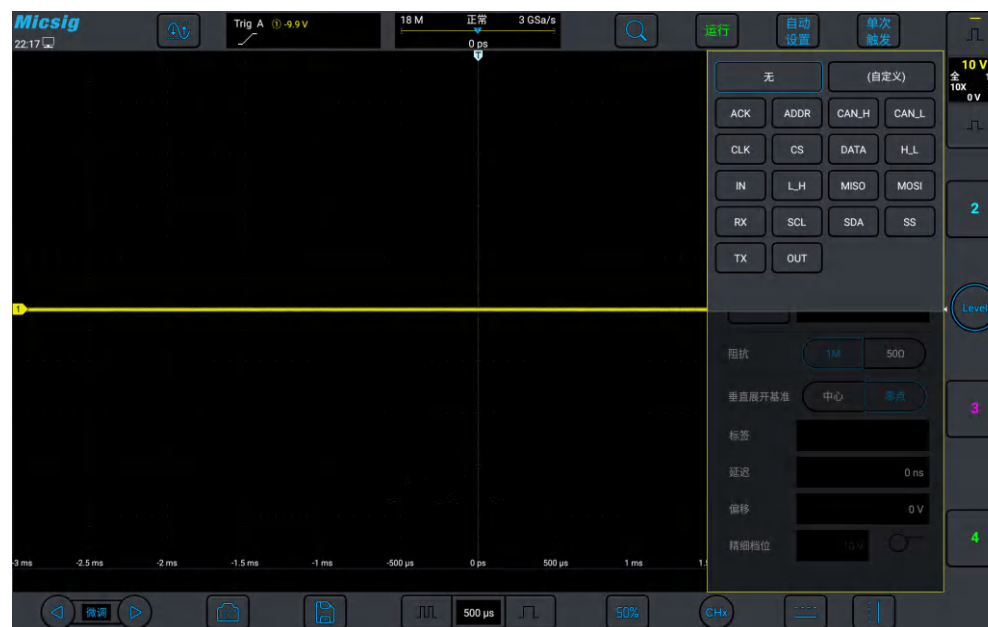 Micsig
22:17
Trig A ① -9.9 V
18 M 正常 3 GSa/s
0 ps
运行
自动
设置
单次
触发
T
无
(自定义)
ACK ADDR CAN_H CAN_L
CLK CS DATA H_L
IN L_H MISO MOSI
RX SCL SDA SS
TX OUT
10 V
全 1
10X
0 V
2
Level
3
4
1
阻抗 1M 50Ω
垂直展开基准 中心 零点
标签
延迟 0 ns
偏移 0 V
精细档位 10 V
-3 ms -2.5 ms -2 ms -1.5 ms -1 ms -500 μs 0 ps 500 μs 1 ms 1.
微调
500 μs
50%
CHx